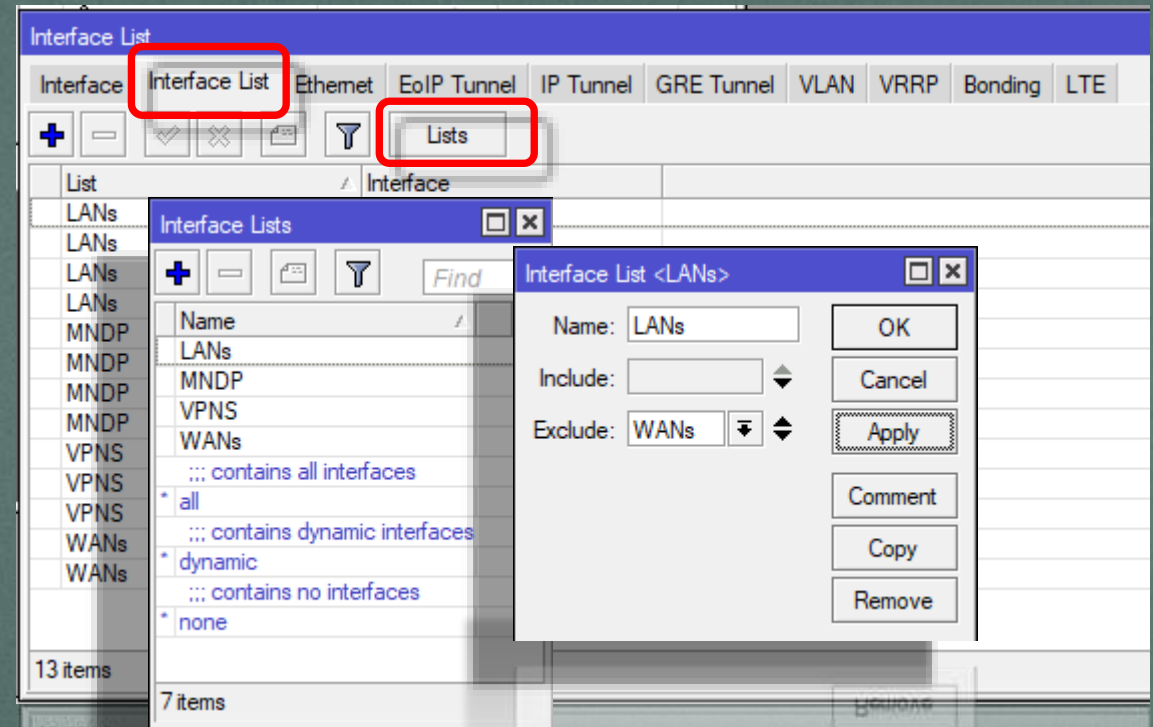 Interface List
Interface Interface List Ethernet EoIP Tunnel IP Tunnel GRE Tunnel VLAN VRRP Bonding LTE
Lists
List Interface
LANs
LANs
LANs
LANs
MNDP
MNDP
MNDP
MNDP
VPNS
VPNS
VPNS
WANs
WANs
13 items
Interface Lists
Find
Name
LANs
MNDP
VPNS
WANs
;;; contains all interfaces
* all
;;; contains dynamic interfaces
* dynamic
;;; contains no interfaces
* none
7 items
Interface List <LANs>
Name: LANs
Include:
Exclude: WANs
OK
Cancel
Apply
Comment
Copy
Remove